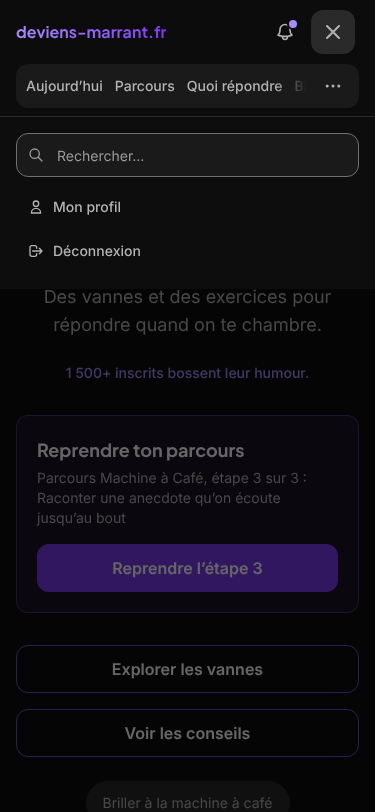 deviens-marrant.fr
Aujourd’hui Parcours Quoi répondre
Rechercher...
Mon profil
Déconnexion
Des vannes et des exercices pour
répondre quand on te chambre.
1 500+ inscrits bossent leur humour.
Reprendre ton parcours
Parcours Machine à Café, étape 3 sur 3 :
Raconter une anecdote qu’on écoute
jusqu’au bout
Reprendre l’étape 3
Explorer les vannes
Voir les conseils
Briller à la machine à café